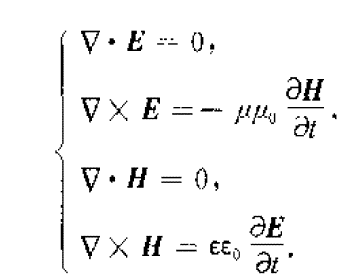 ∇ · E = 0,
∇ × E = − μμ₀ ∂H/∂t,
∇ · H = 0,
∇ × H = εε₀ ∂E/∂t.